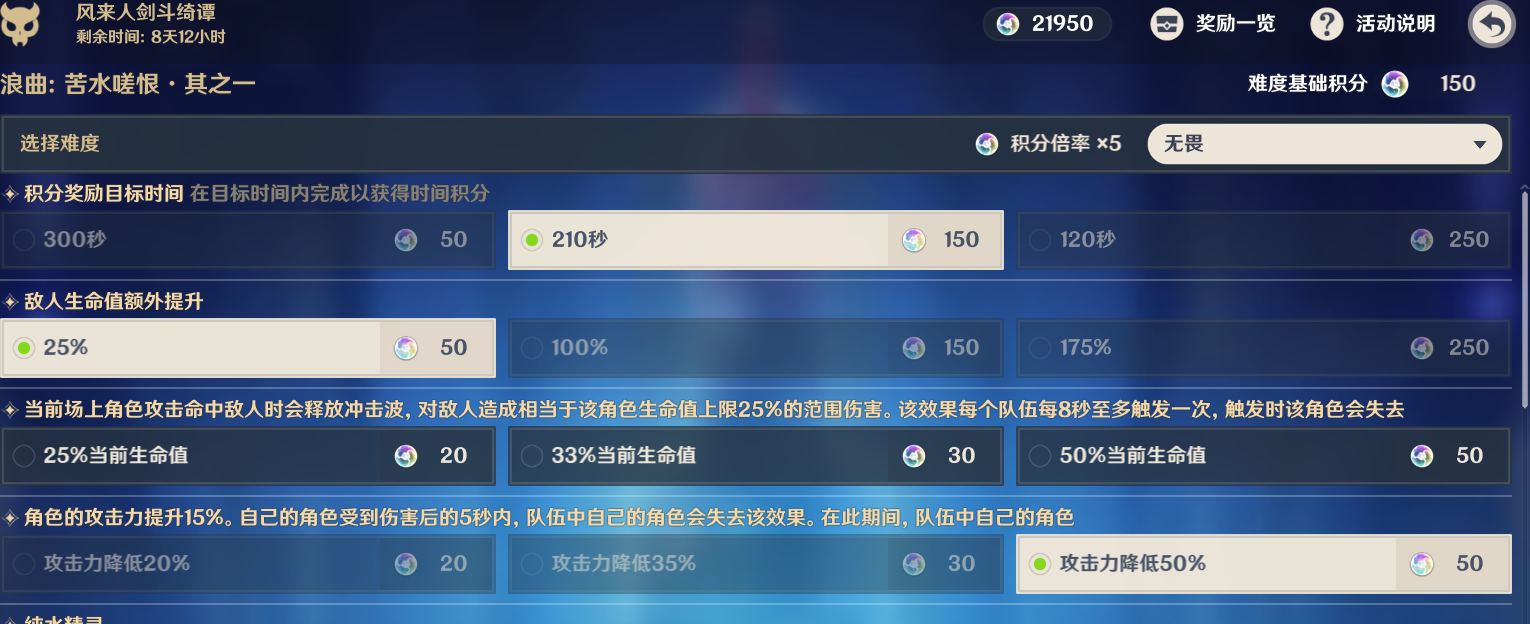 风来人剑斗绮谭
剩余时间: 8天12小时
21950
奖励一览
活动说明
浪曲: 苦水嗟恨·其之一
难度基础积分 150
选择难度
积分倍率 ×5
无畏
积分奖励目标时间 在目标时间内完成以获得时间积分
300秒 50
210秒 150
120秒 250
敌人生命值额外提升
25% 50
100% 150
175% 250
当前场上角色攻击命中敌人时会释放冲击波, 对敌人造成相当于该角色生命值上限25%的范围伤害。该效果每个队伍每8秒至多触发一次, 触发时该角色会失去
25%当前生命值 20
33%当前生命值 30
50%当前生命值 50
角色的攻击力提升15%。自己的角色受到伤害后的5秒内, 队伍中自己的角色会失去该效果。在此期间, 队伍中自己的角色
攻击力降低20% 20
攻击力降低35% 30
攻击力降低50% 50
纯水精灵